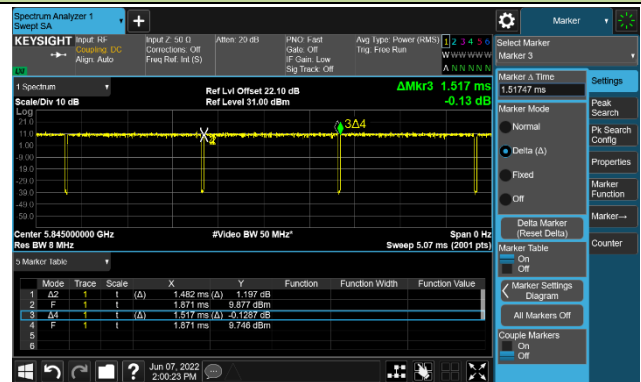 Spectrum Analyzer 1
Swept SA
Marker
KEYSIGHT
Input: RF
Coupling: DC
Align: Auto
Input Z: 50 Ω
Corrections: Off
Freq Ref: Int (S)
Atten: 20 dB
PNO: Fast
Gate: Off
IF Gain: Low
Sig Track: Off
Avg Type: Power (RMS)
Trig: Free Run
1 2 3 4 5 6
W W W W W W
A N N N N N
LV
1 Spectrum
Scale/Div 10 dB
Log
Ref Lvl Offset 22.10 dB
Ref Level 31.00 dBm
ΔMkr3 1.517 ms
-0.13 dB
21.0
11.0
1.00
-9.00
-19.0
-29.0
-39.0
-49.0
-59.0
3Δ4
Center 5.845000000 GHz
Res BW 8 MHz
#Video BW 50 MHz*
Span 0 Hz
Sweep 5.07 ms (2001 pts)
5 Marker Table
Mode Trace Scale X Y Function Function Width Function Value
1 Δ2 1 t (Δ) 1.482 ms (Δ) 1.197 dB
2 F 1 t 1.871 ms 9.877 dBm
3 Δ4 1 t (Δ) 1.517 ms (Δ) -0.1287 dB
4 F 1 t 1.871 ms 9.746 dBm
5
6
Jun 07, 2022
2:00:23 PM
Select Marker
Marker 3
Marker Δ Time
1.51747 ms
Marker Mode
Normal
Delta (Δ)
Fixed
Off
Delta Marker
(Reset Delta)
Marker Table
On
Off
Marker Settings
Diagram
All Markers Off
Couple Markers
On
Off
Settings
Peak
Search
Pk Search
Config
Properties
Marker
Function
Marker→
Counter